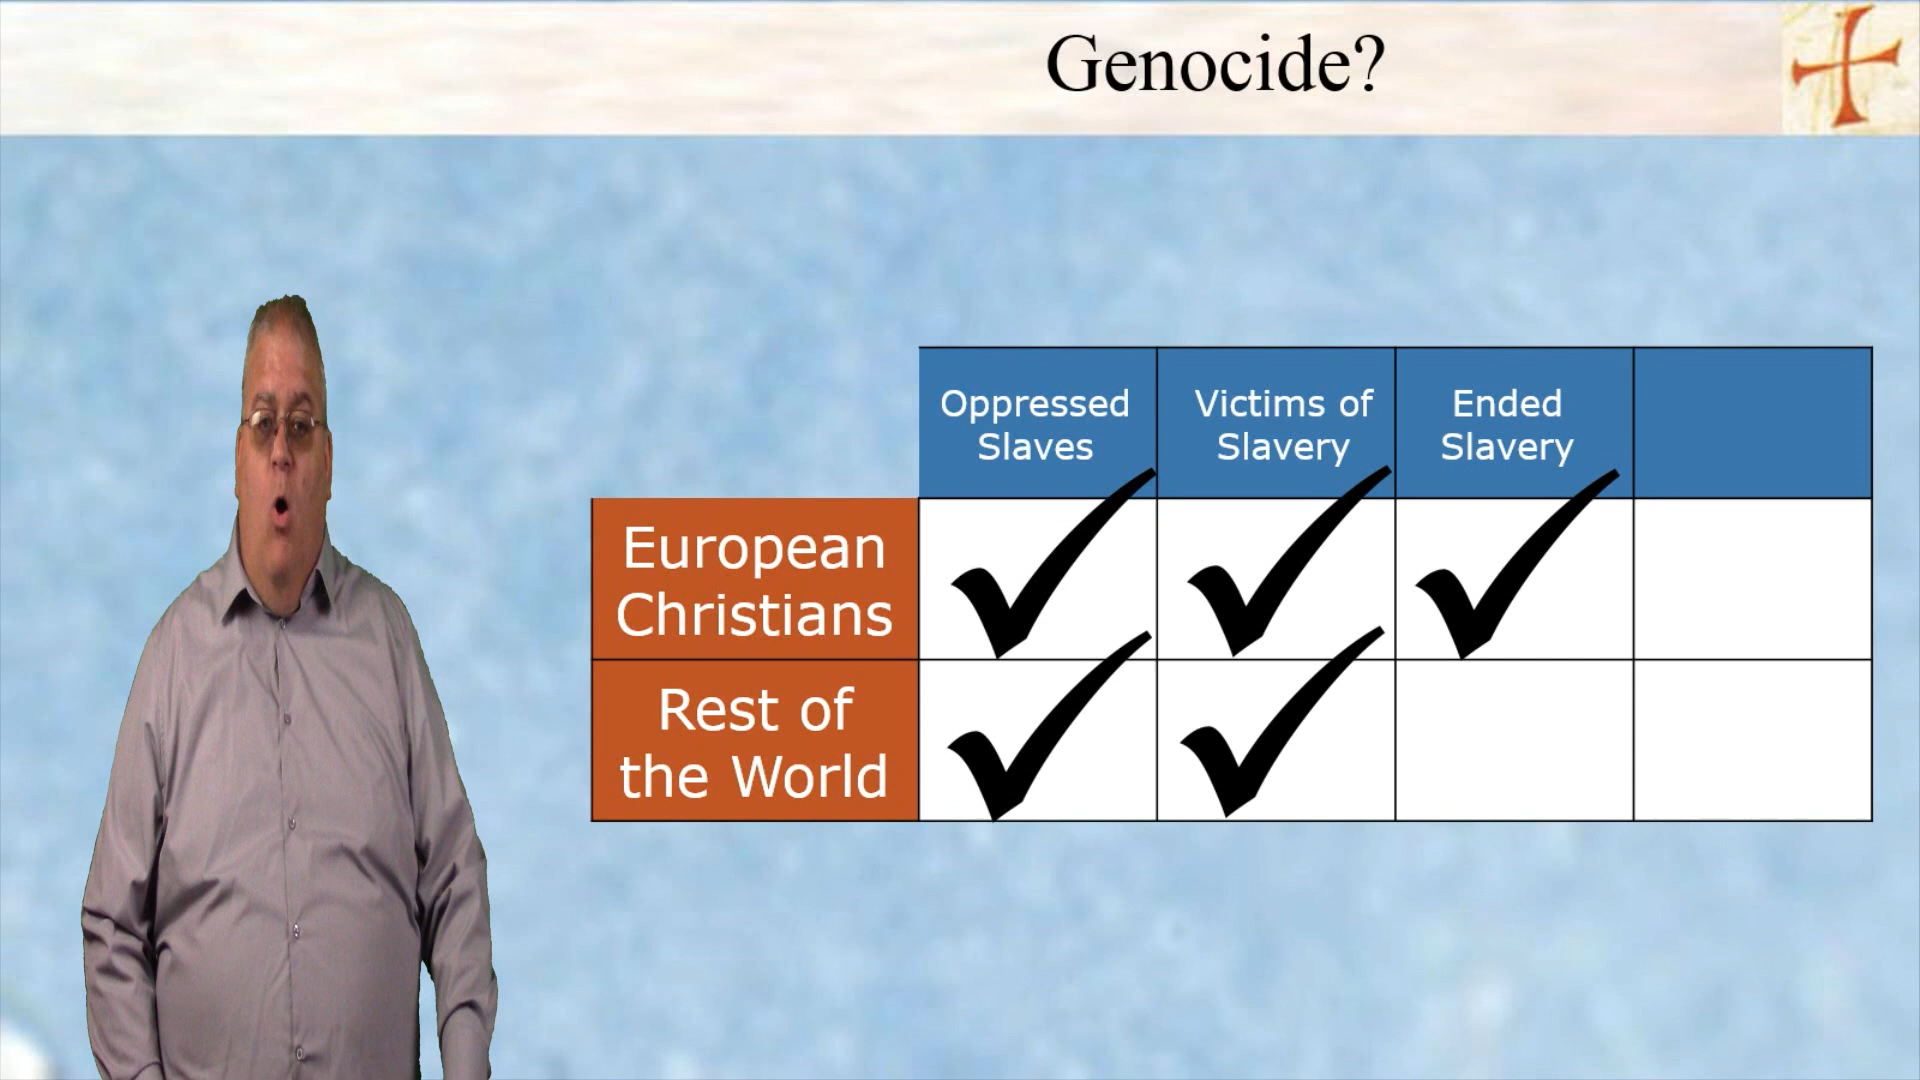 Genocide?
Oppressed
Slaves
Victims of
Slavery
Ended
Slavery
European
Christians
Rest of
the World